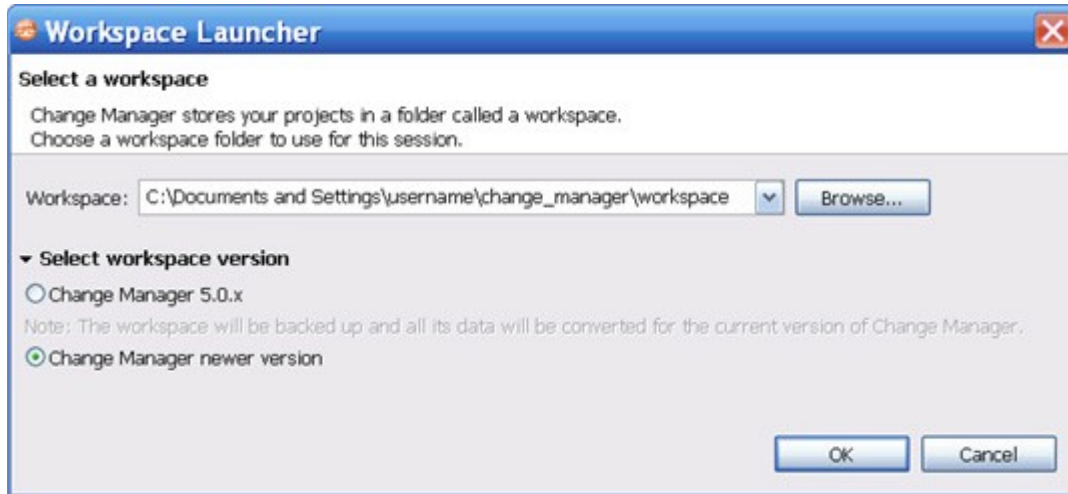 Workspace Launcher
Select a workspace
Change Manager stores your projects in a folder called a workspace.
Choose a workspace folder to use for this session.
Workspace: C:\Documents and Settings\username\change_manager\workspace Browse...
Select workspace version
Change Manager 5.0.x
Note: The workspace will be backed up and all its data will be converted for the current version of Change Manager.
Change Manager newer version
OK Cancel